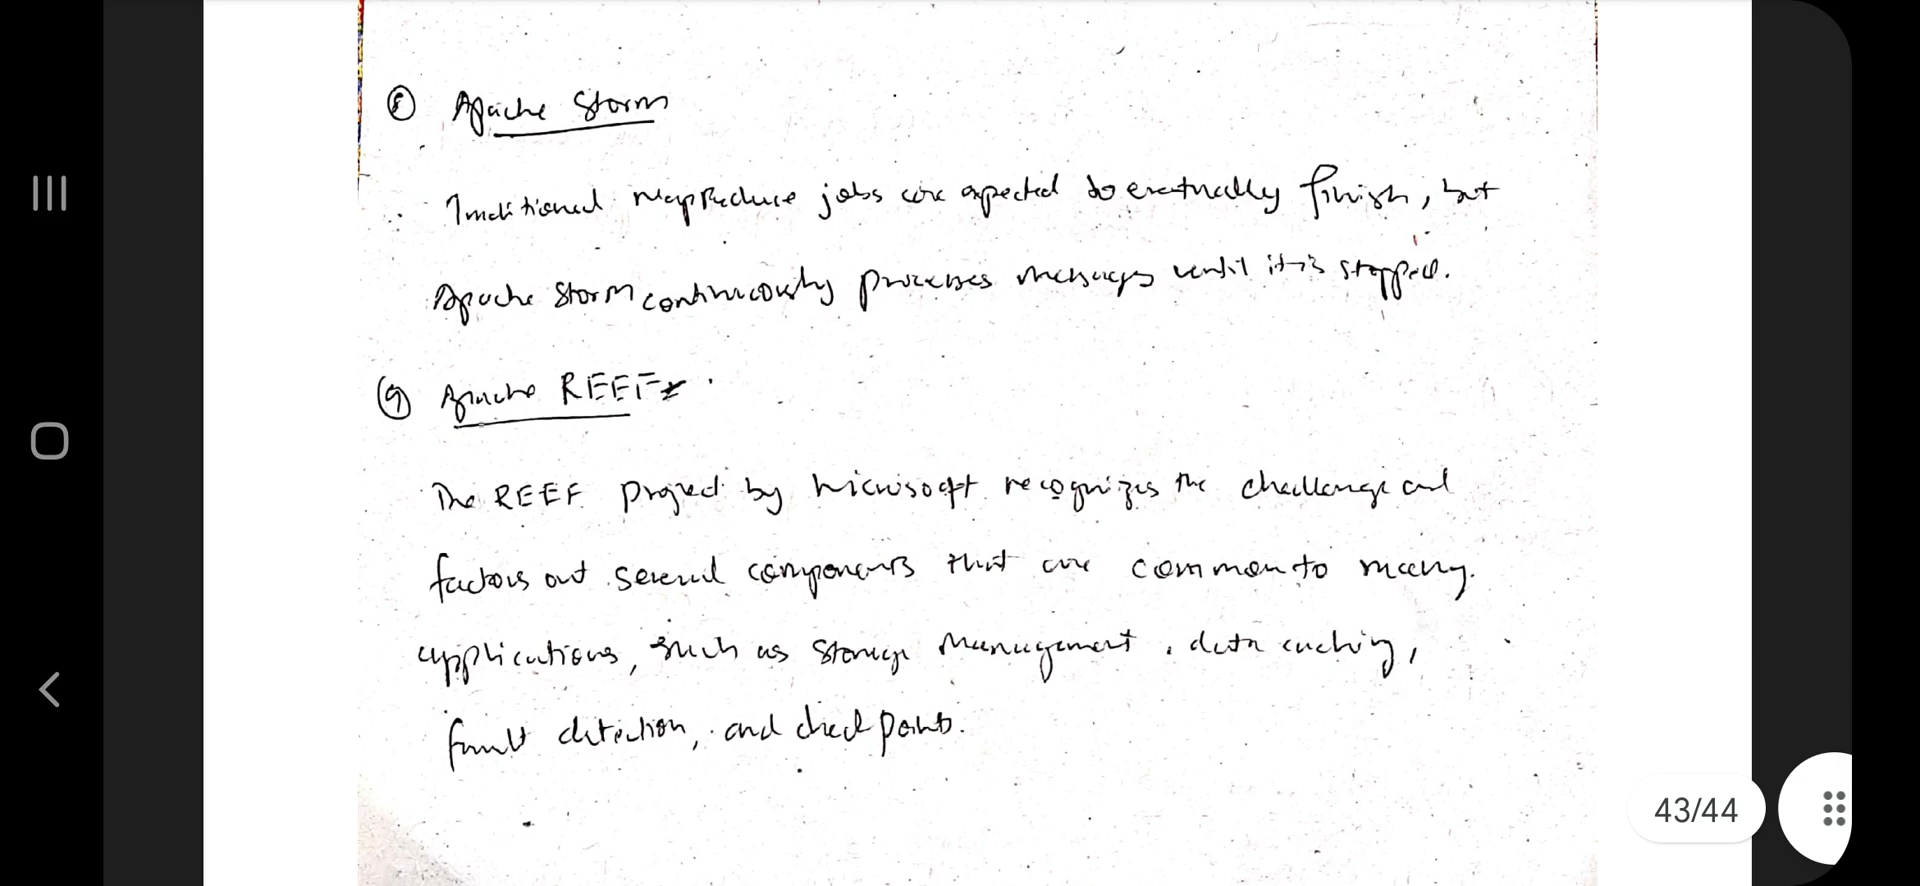 ⑧ Apache Storm
Traditional MapReduce jobs are expected to eventually finish, but
Apache Storm continuously processes messages until it is stopped.
⑨ Apache REEF
The REEF project by Microsoft recognizes the challenge and
factors out several components that are common to many
applications, such as storage management, data caching,
fault detection, and checkpoints.
43/44